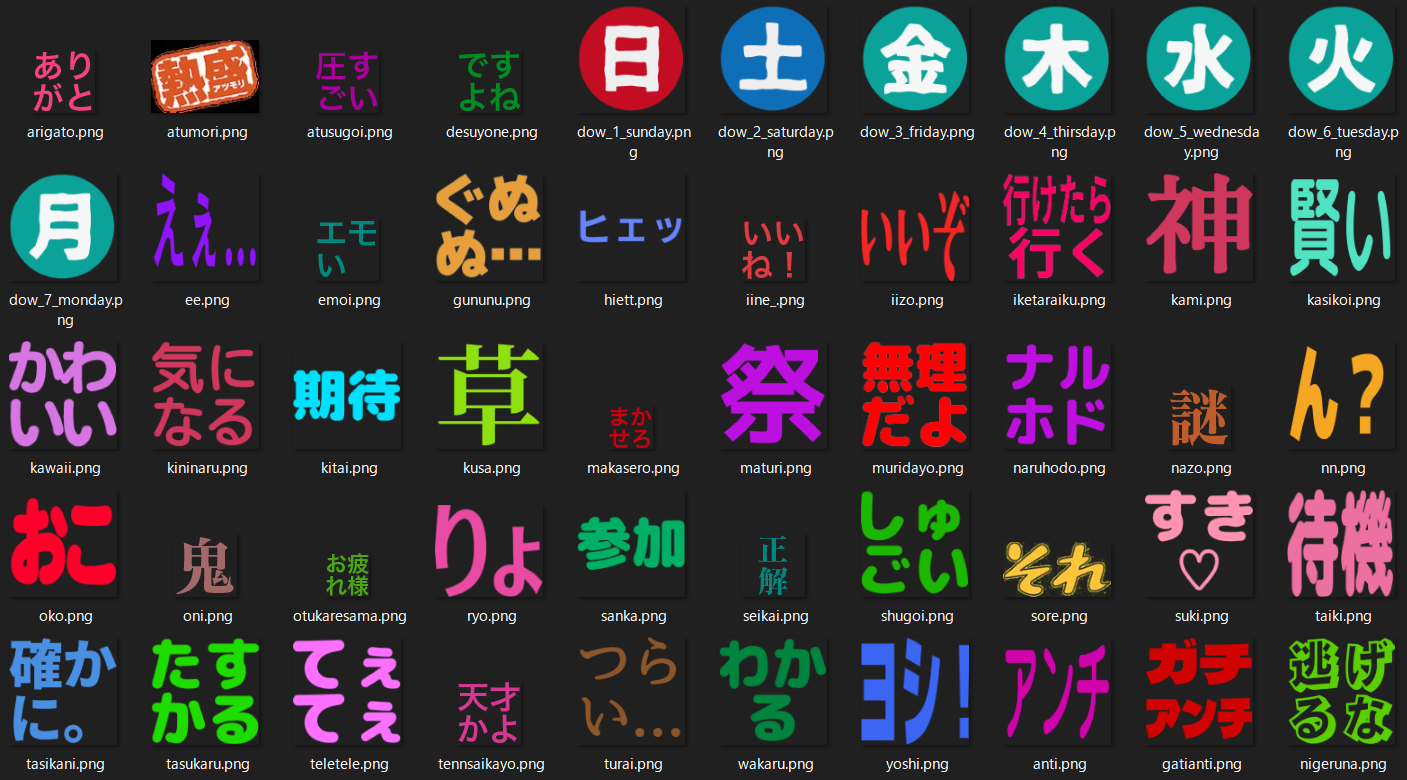 あり
がと
熱盛
アツモリ
圧す
ごい
です
よね
日
土
金
木
水
火
arigato.png
atumori.png
atusugoi.png
desuyone.png
dow_1_sunday.pn
g
dow_2_saturday.p
ng
dow_3_friday.png
dow_4_thirsday.p
ng
dow_5_wednesda
y.png
dow_6_tuesday.p
ng
月
ええ…
エモ
い
ぐぬ
ぬ…
ヒェッ
いい
ね！
いいぞ
行けたら
行く
神
賢い
dow_7_monday.p
ng
ee.png
emoi.png
gununu.png
hiett.png
iine_.png
iizo.png
iketaraiku.png
kami.png
kasikoi.png
かわ
いい
気に
なる
期待
草
まか
せろ
祭
無理
だよ
ナル
ホド
謎
ん？
kawaii.png
kininaru.png
kitai.png
kusa.png
makasero.png
maturi.png
muridayo.png
naruhodo.png
nazo.png
nn.png
おこ
鬼
お疲
れ様
りょ
参加
正
解
しゅ
ごい
それ
すき
♡
待機
oko.png
oni.png
otukaresama.png
ryo.png
sanka.png
seikai.png
shugoi.png
sore.png
suki.png
taiki.png
確か
に。
たす
かる
てぇ
てぇ
天才
かよ
つら
い…
わか
る
ヨシ!
アンチ
ガチ
アンチ
逃げ
るな
tasikani.png
tasukaru.png
teletele.png
tennsaikayo.png
turai.png
wakaru.png
yoshi.png
anti.png
gatianti.png
nigeruna.png